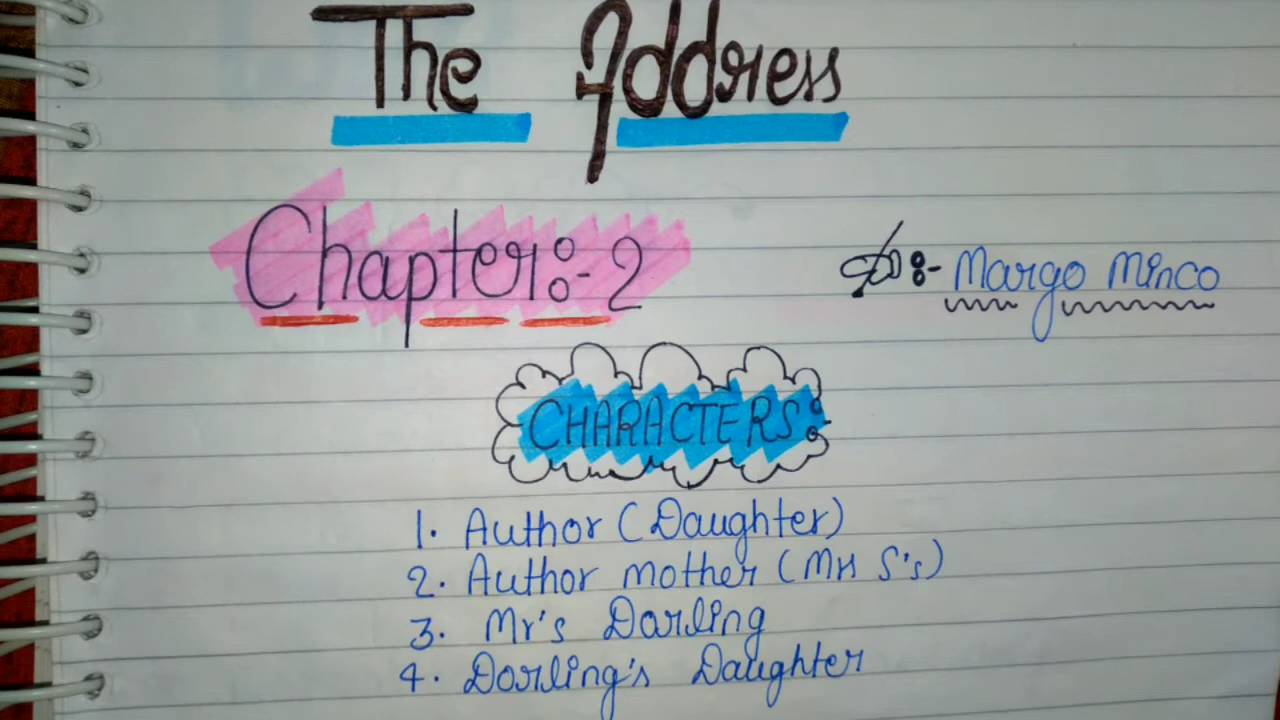 The Address
Chapter:-2
:- Margo Minco
CHARACTERS:-
1. Author (Daughter)
2. Author mother (Mrs S's)
3. Mr's Darling
4. Dorling's Daughter